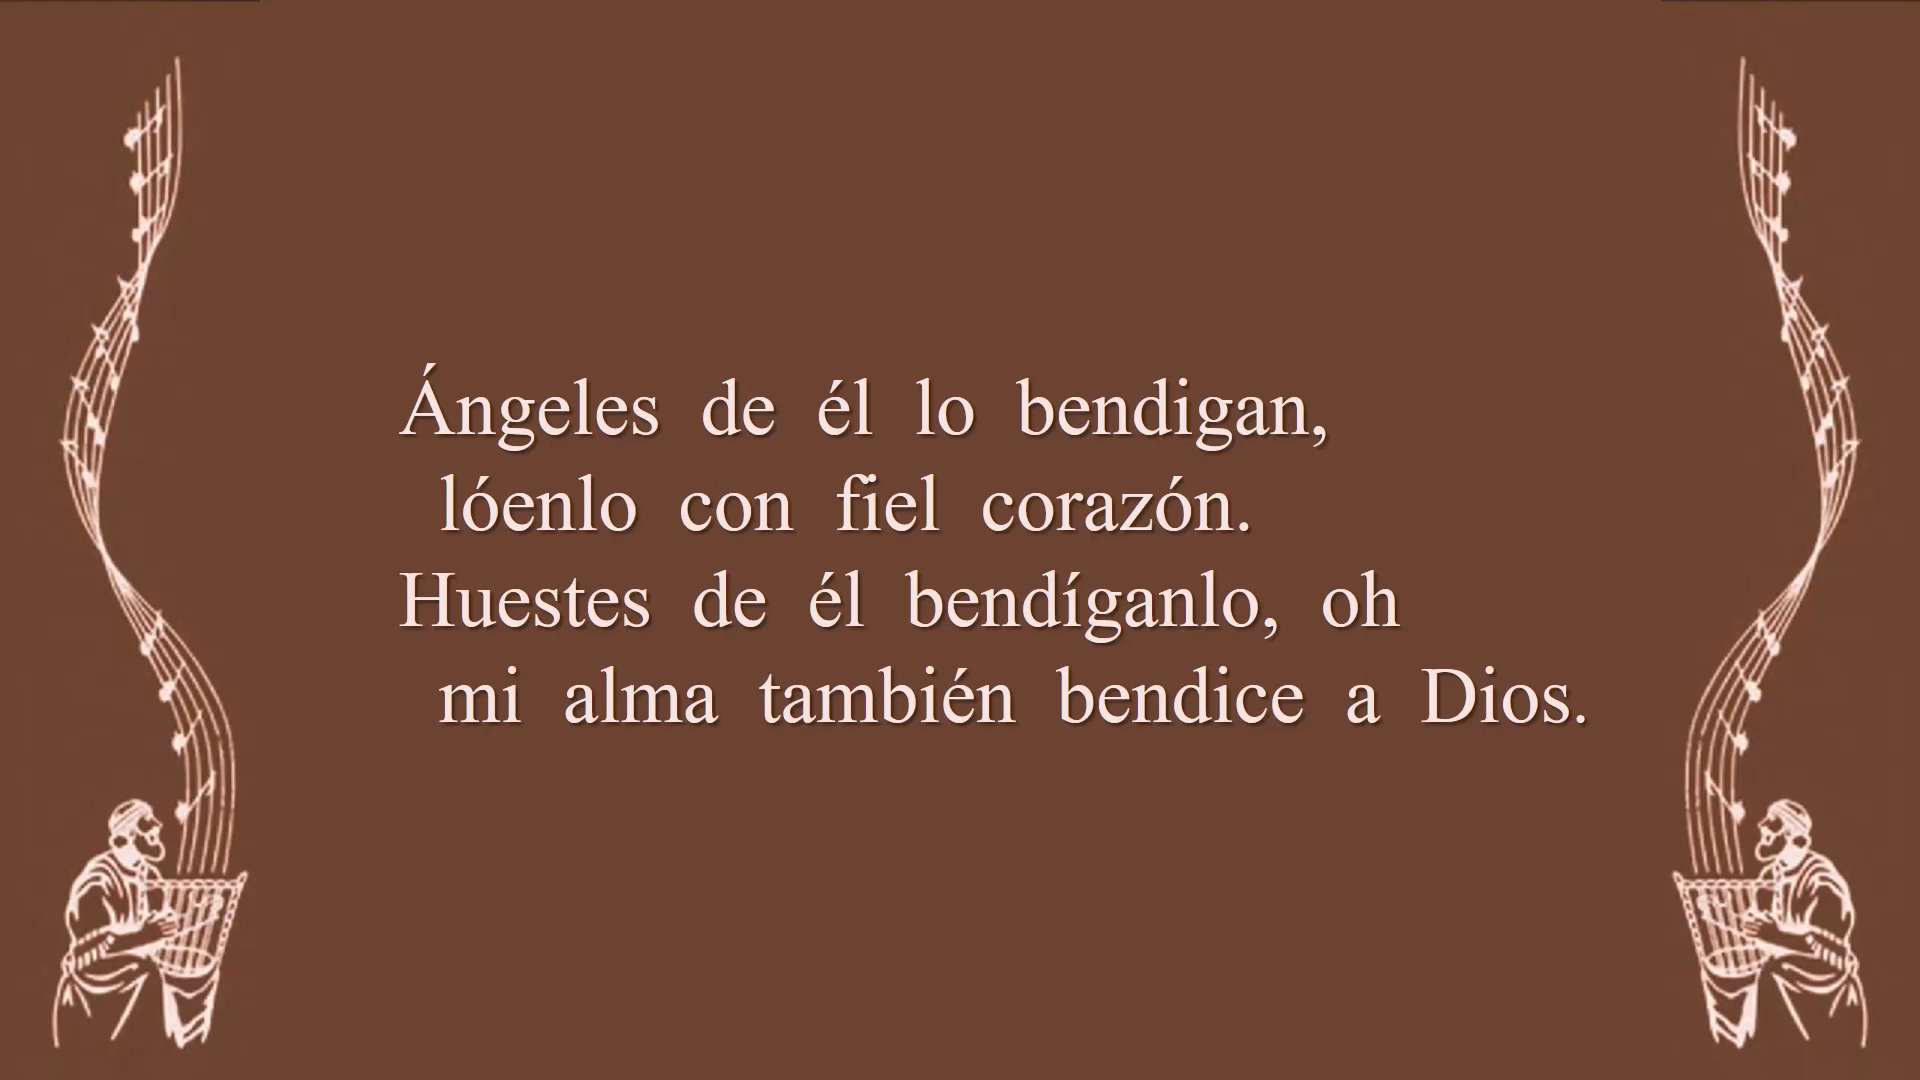 Ángeles de él lo bendigan,
lóenlo con fiel corazón.
Huestes de él bendíganlo, oh
mi alma también bendice a Dios.